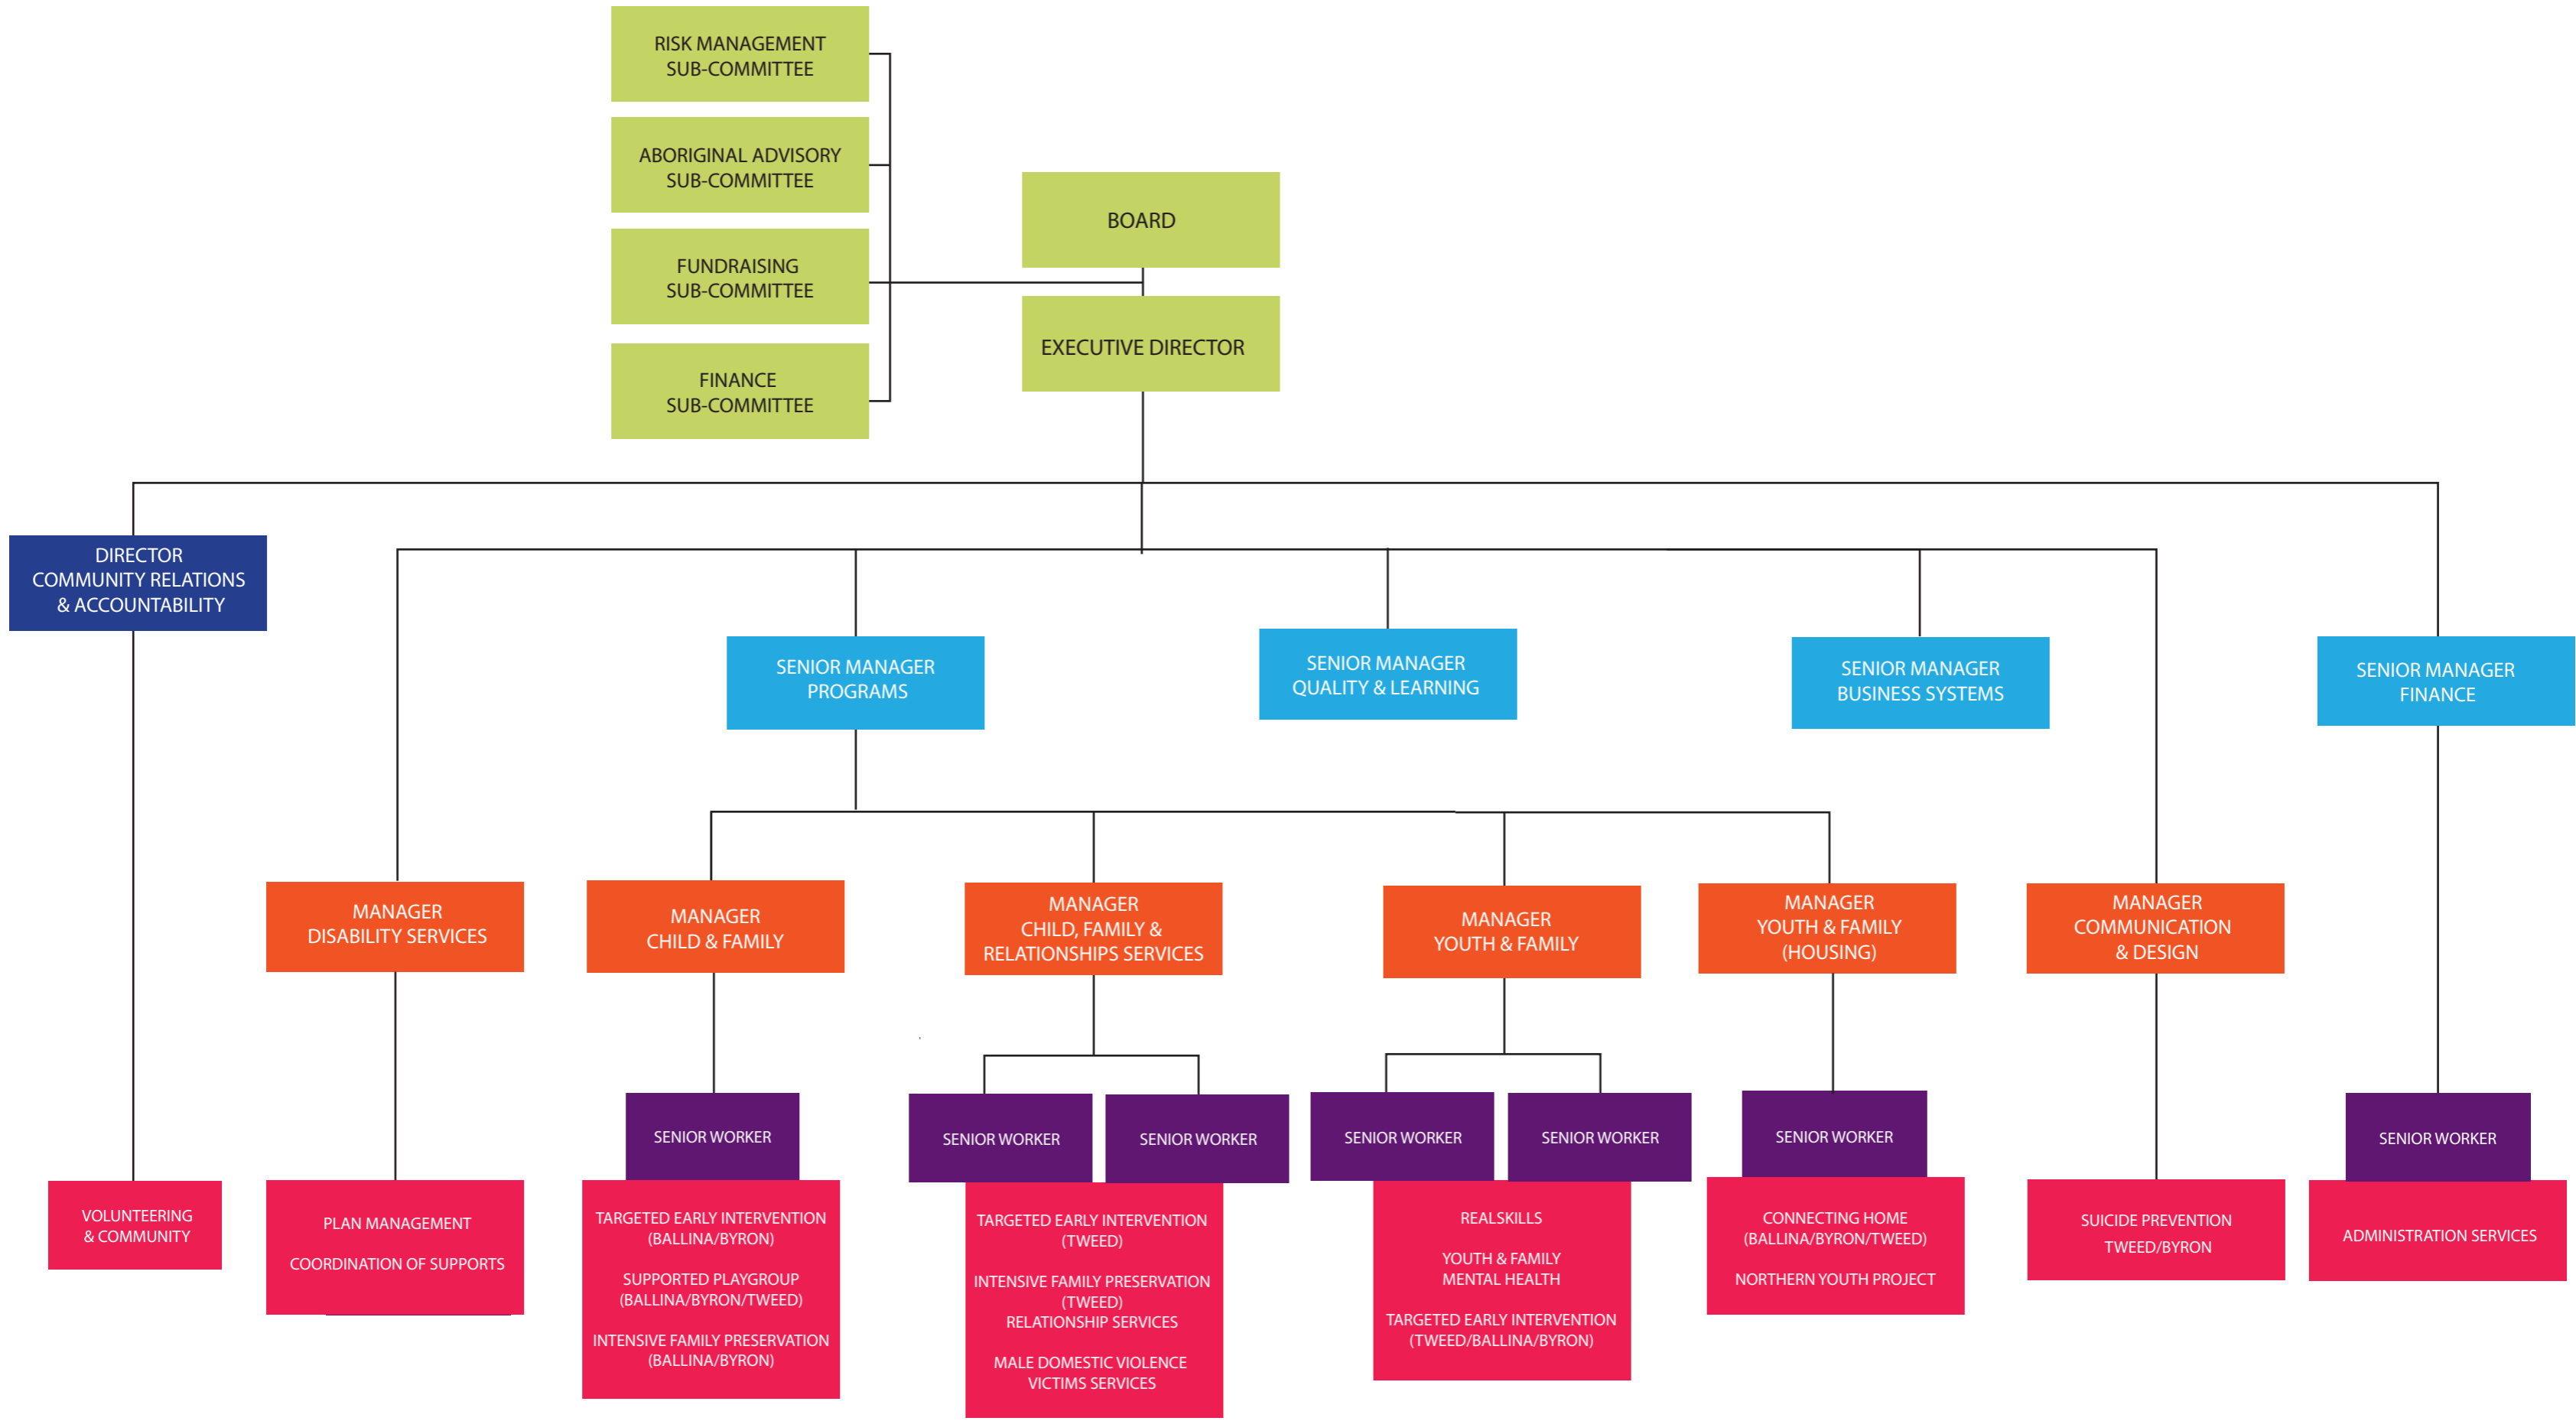 RISK MANAGEMENT
SUB-COMMITTEE
ABORIGINAL ADVISORY
SUB-COMMITTEE
FUNDRAISING
SUB-COMMITTEE
FINANCE
SUB-COMMITTEE
BOARD
EXECUTIVE DIRECTOR
DIRECTOR
COMMUNITY RELATIONS
& ACCOUNTABILITY
SENIOR MANAGER
PROGRAMS
SENIOR MANAGER
QUALITY & LEARNING
SENIOR MANAGER
BUSINESS SYSTEMS
SENIOR MANAGER
FINANCE
MANAGER
DISABILITY SERVICES
MANAGER
CHILD & FAMILY
MANAGER
CHILD, FAMILY &
RELATIONSHIPS SERVICES
MANAGER
YOUTH & FAMILY
MANAGER
YOUTH & FAMILY
(HOUSING)
MANAGER
COMMUNICATION
& DESIGN
SENIOR WORKER
SENIOR WORKER
SENIOR WORKER
SENIOR WORKER
SENIOR WORKER
SENIOR WORKER
SENIOR WORKER
VOLUNTEERING
& COMMUNITY
PLAN MANAGEMENT
COORDINATION OF SUPPORTS
TARGETED EARLY INTERVENTION
(BALLINA/BYRON)
SUPPORTED PLAYGROUP
(BALLINA/BYRON/TWEED)
INTENSIVE FAMILY PRESERVATION
(BALLINA/BYRON)
TARGETED EARLY INTERVENTION
(TWEED)
INTENSIVE FAMILY PRESERVATION
(TWEED)
RELATIONSHIP SERVICES
MALE DOMESTIC VIOLENCE
VICTIMS SERVICES
REALSKILLS
YOUTH & FAMILY
MENTAL HEALTH
TARGETED EARLY INTERVENTION
(TWEED/BALLINA/BYRON)
CONNECTING HOME
(BALLINA/BYRON/TWEED)
NORTHERN YOUTH PROJECT
SUICIDE PREVENTION
TWEED/BYRON
ADMINISTRATION SERVICES